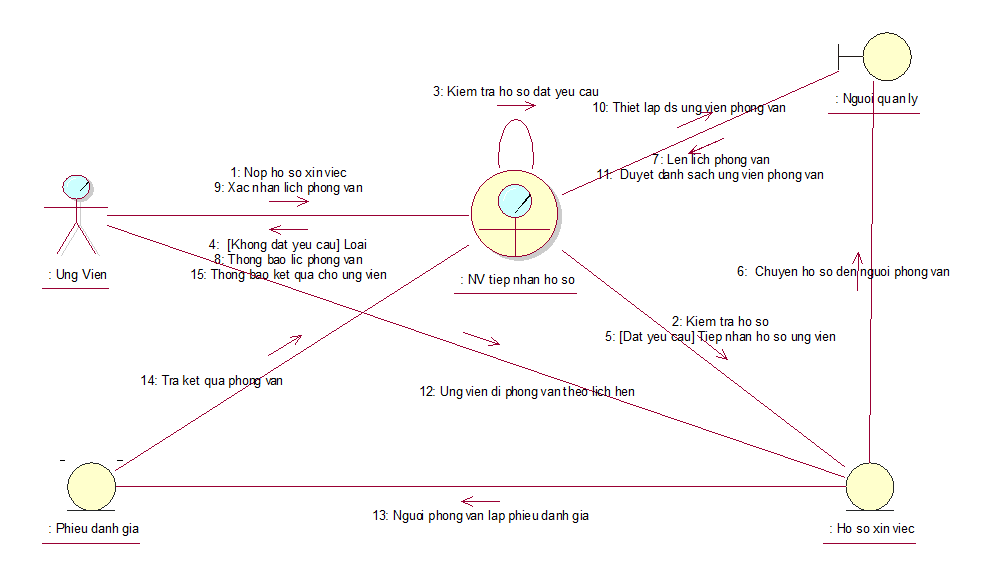 3: Kiem tra ho so dat yeu cau
10: Thiet lap ds ung vien phong van
: Nguoi quan ly
7: Len lich phong van
11: Duyet danh sach ung vien phong van
1: Nop ho so xin viec
9: Xac nhan lich phong van
4: [Khong dat yeu cau] Loai
8: Thong bao lic phong van
15: Thong bao ket qua cho ung vien
: Ung Vien
: NV tiep nhan ho so
6: Chuyen ho so den nguoi phong van
2: Kiem tra ho so
5: [Dat yeu cau] Tiep nhan ho so ung vien
14: Tra ket qua phong van
12: Ung vien di phong van theo lich hen
13: Nguoi phong van lap phieu danh gia
: Phieu danh gia
: Ho so xin viec